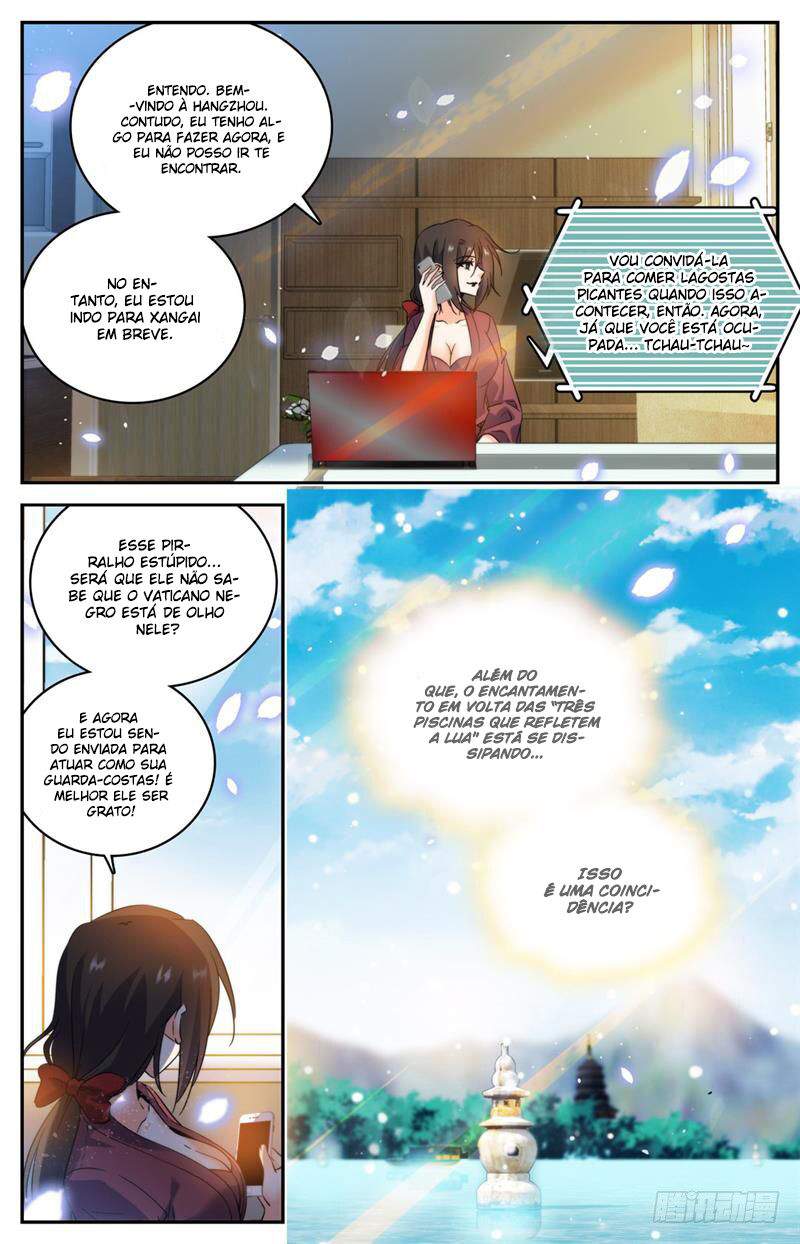 ENTENDO. BEM-
-VINDO À HANGZHOU.
CONTUDO, EU TENHO AL-
GO PARA FAZER AGORA, E
EU NÃO POSSO IR TE
ENCONTRAR.
NO EN-
TANTO, EU ESTOU
INDO PARA XANGAI
EM BREVE.
VOU CONVIDÁ-LA
PARA COMER LAGOSTAS
PICANTES QUANDO ISSO A-
CONTECER, ENTÃO. AGORA,
JÁ QUE VOCÊ ESTÁ OCU-
PADA... TCHAU-TCHAU~
ESSE PIR-
RALHO ESTÚPIDO...
SERÁ QUE ELE NÃO SA-
BE QUE O VATICANO NE-
GRO ESTÁ DE OLHO
NELE?
E AGORA
EU ESTOU SEN-
DO ENVIADA PARA
ATUAR COMO SUA
GUARDA-COSTAS! É
MELHOR ELE SER
GRATO!
ALÉM DO
QUE, O ENCANTAMEN-
TO EM VOLTA DAS "TRÊS
PISCINAS QUE REFLETEM
A LUA" ESTÁ SE DIS-
SIPANDO...
ISSO
É UMA COINCI-
DÊNCIA?
腾讯动漫